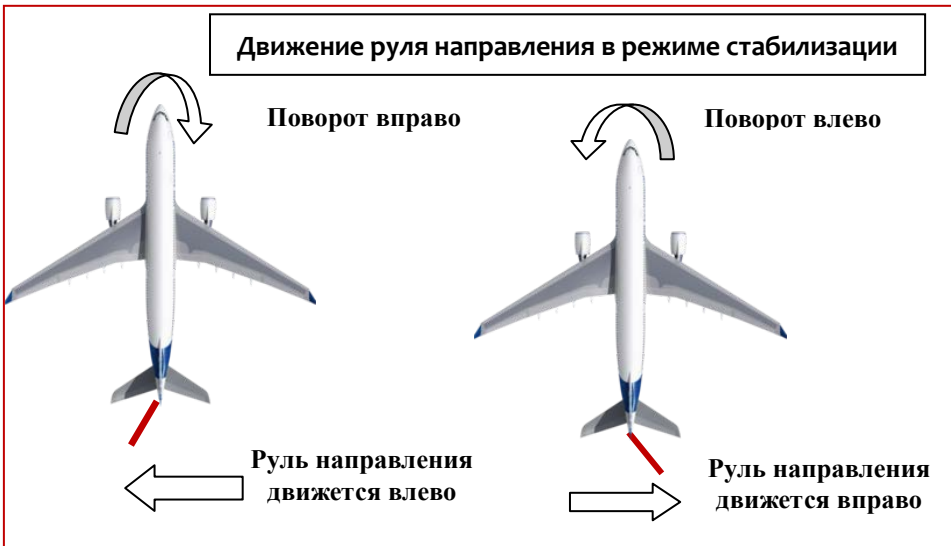 Движение руля направления в режиме стабилизации
Поворот вправо
Поворот влево
Руль направления
движется влево
Руль направления
движется вправо